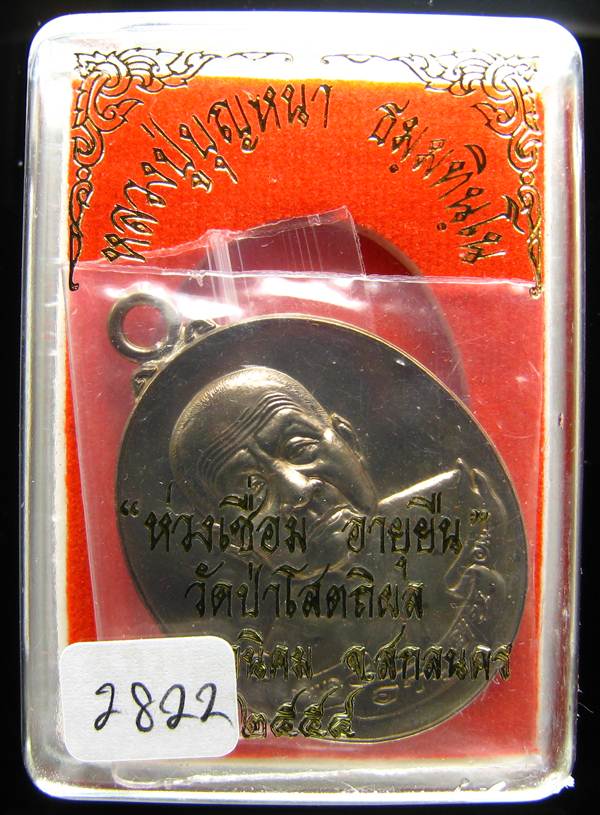 หลวงปู่บุญหนา ธมฺมทินฺโน
“ห่วงเชื่อม อายุยืน”
วัดป่าโสตถิผล
นิคม จ.สกลนคร
๒๕๕๔
2822